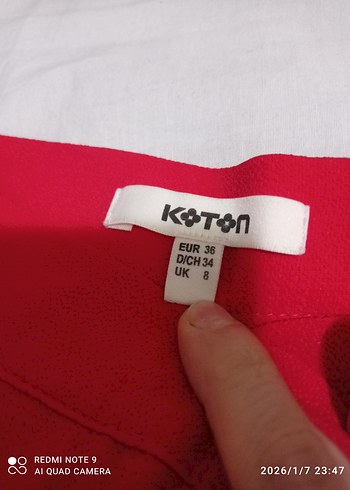 KOTON
EUR 36
D/CH 34
UK 8
REDMI NOTE 9
AI QUAD CAMERA
2026/1/7 23:47